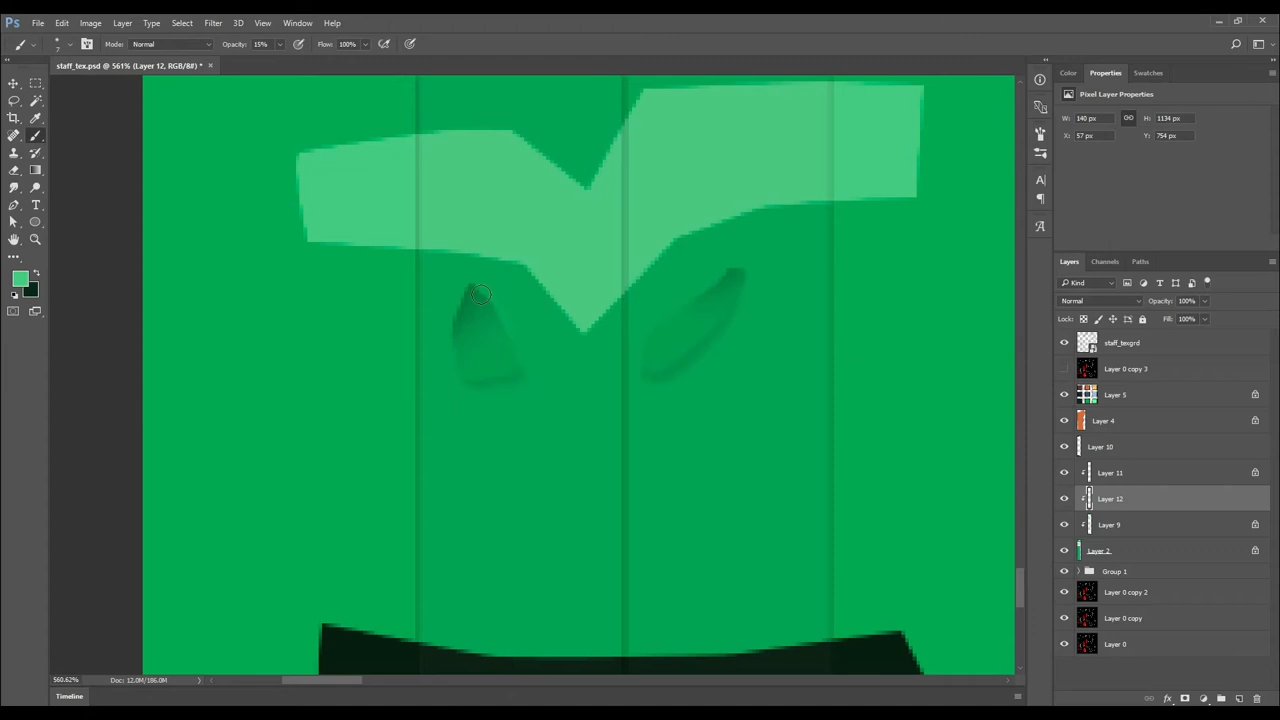 Ps File Edit Image Layer Type Select Filter 3D View Window Help
7 Mode: Normal Opacity: 15% Flow: 100%
staff_tex.psd @ 561% (Layer 12, RGB/8#) * ×
Color Properties Swatches
Pixel Layer Properties
W: 140 px H: 1134 px
X: 57 px Y: 754 px
Layers Channels Paths
Kind
Normal Opacity: 100%
Lock: Fill: 100%
staff_texgrd
Layer 0 copy 3
Layer 5
Layer 4
Layer 10
Layer 11
Layer 12
Layer 9
Layer 2
Group 1
Layer 0 copy 2
Layer 0 copy
Layer 0
560.62% Doc: 12.0M/186.0M
Timeline